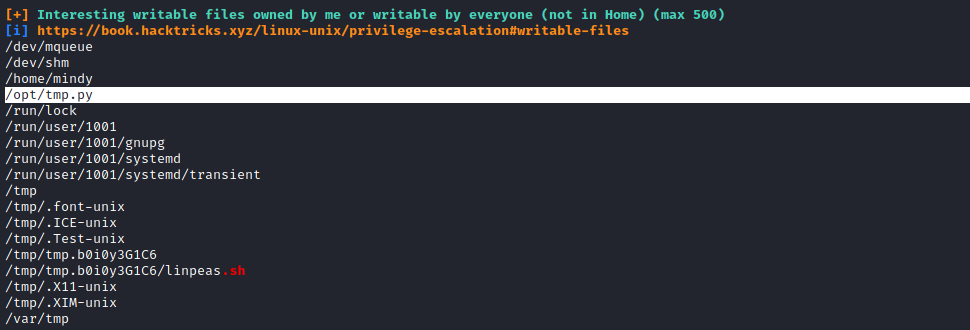 [+] Interesting writable files owned by me or writable by everyone (not in Home) (max 500)
[i] https://book.hacktricks.xyz/linux-unix/privilege-escalation#writable-files
/dev/mqueue
/dev/shm
/home/mindy
/opt/tmp.py
/run/lock
/run/user/1001
/run/user/1001/gnupg
/run/user/1001/systemd
/run/user/1001/systemd/transient
/tmp
/tmp/.font-unix
/tmp/.ICE-unix
/tmp/.Test-unix
/tmp/tmp.b0i0y3G1C6
/tmp/tmp.b0i0y3G1C6/linpeas.sh
/tmp/.X11-unix
/tmp/.XIM-unix
/var/tmp